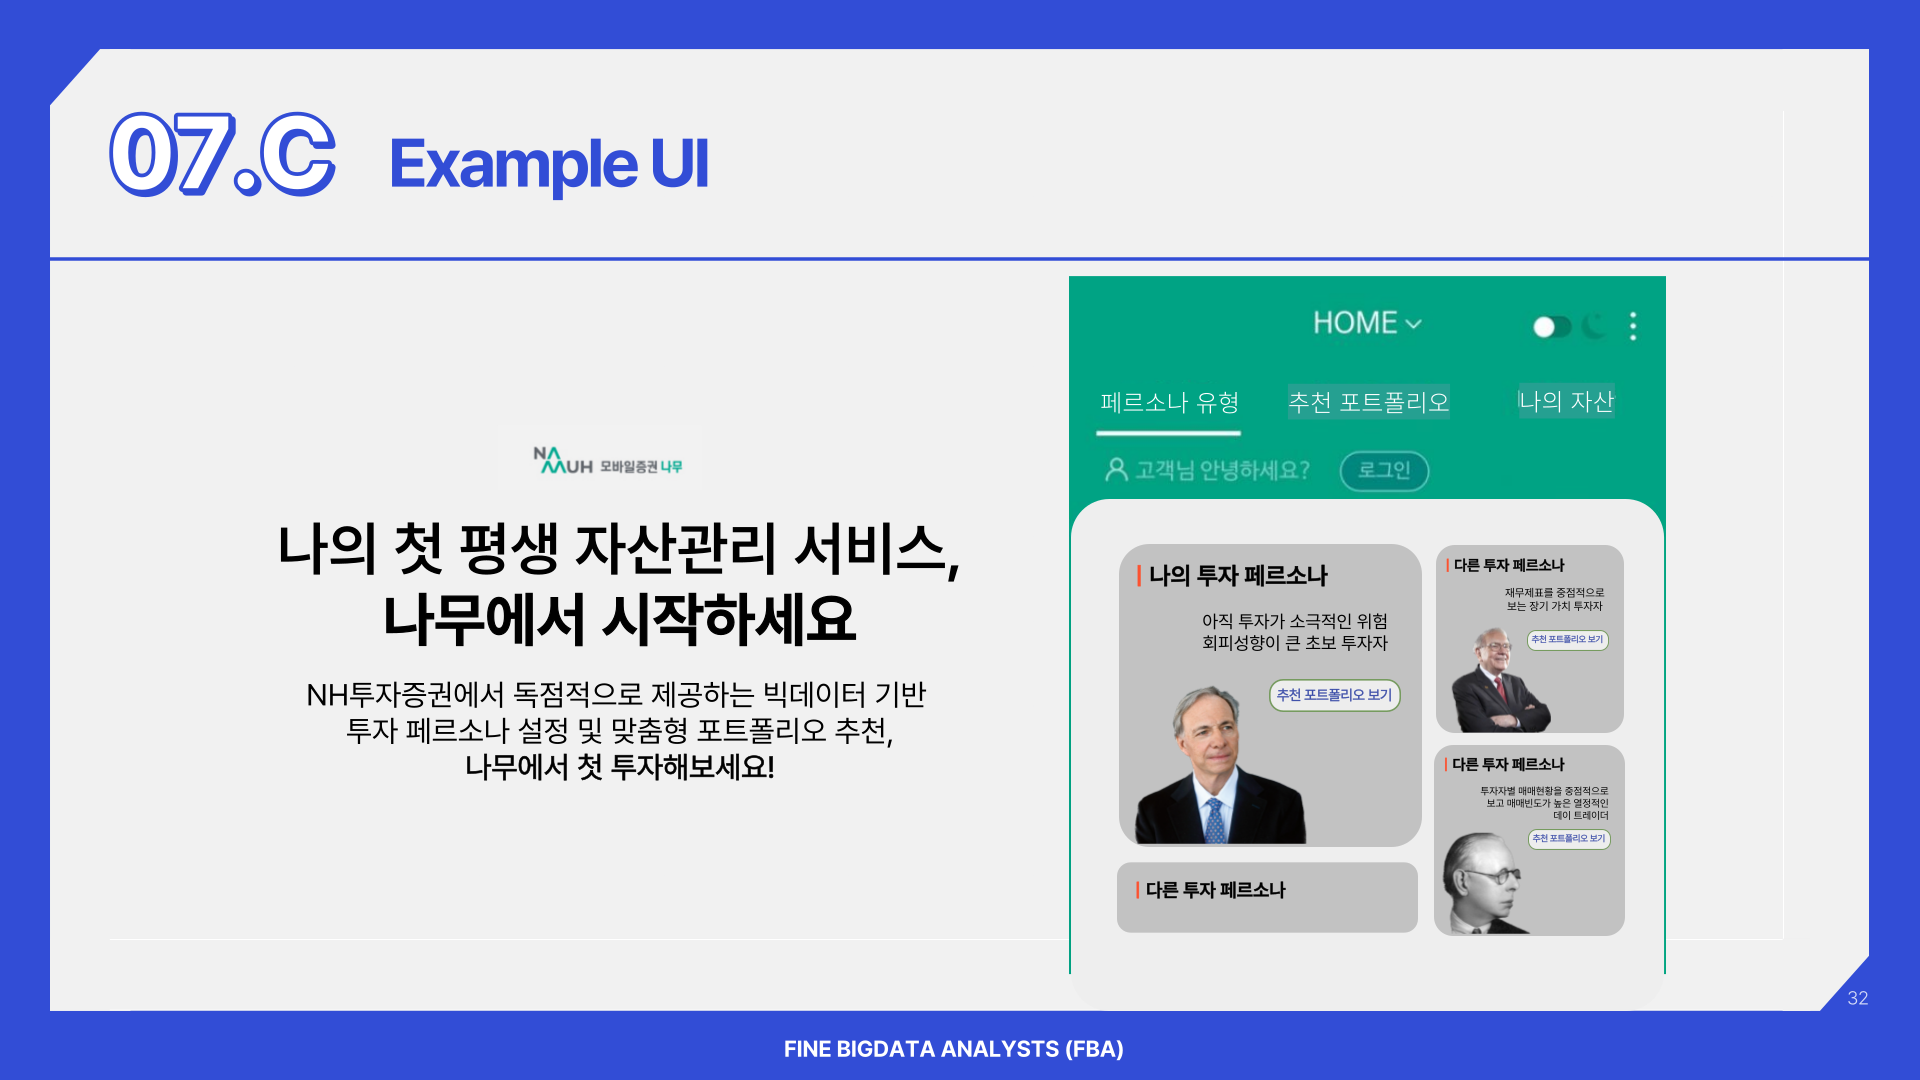 07.C Example UI
NAMUH 모바일증권 나무
나의 첫 평생 자산관리 서비스,
나무에서 시작하세요
NH투자증권에서 독점적으로 제공하는 빅데이터 기반
투자 페르소나 설정 및 맞춤형 포트폴리오 추천,
나무에서 첫 투자해보세요!
HOME
페르소나 유형
추천 포트폴리오
나의 자산
고객님 안녕하세요?
로그인
나의 투자 페르소나
아직 투자가 소극적인 위험
회피성향이 큰 초보 투자자
추천 포트폴리오 보기
다른 투자 페르소나
다른 투자 페르소나
재무제표를 중점적으로
보는 장기 가치 투자자
추천 포트폴리오 보기
다른 투자 페르소나
투자자별 매매현황을 중점적으로
보고 매매빈도가 높은 열정적인
데이 트레이더
추천 포트폴리오 보기
32
FINE BIGDATA ANALYSTS (FBA)